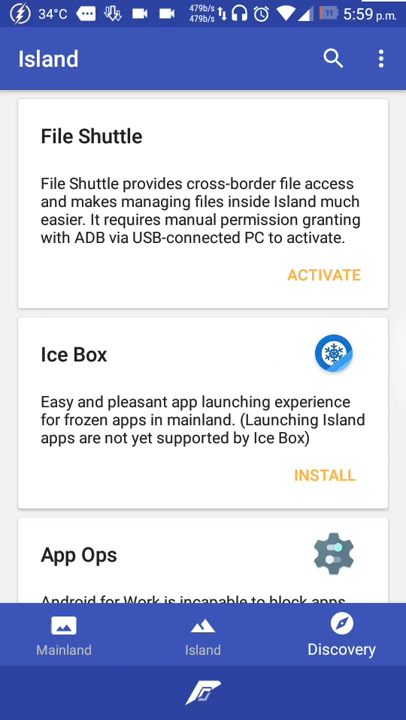 34°C 479b/s 479b/s 11 5:59 p.m.
Island
File Shuttle
File Shuttle provides cross-border file access
and makes managing files inside Island much
easier. It requires manual permission granting
with ADB via USB-connected PC to activate.
ACTIVATE
Ice Box
Easy and pleasant app launching experience
for frozen apps in mainland. (Launching Island
apps are not yet supported by Ice Box)
INSTALL
App Ops
Android for Work is incapable to block apps
Mainland Island Discovery